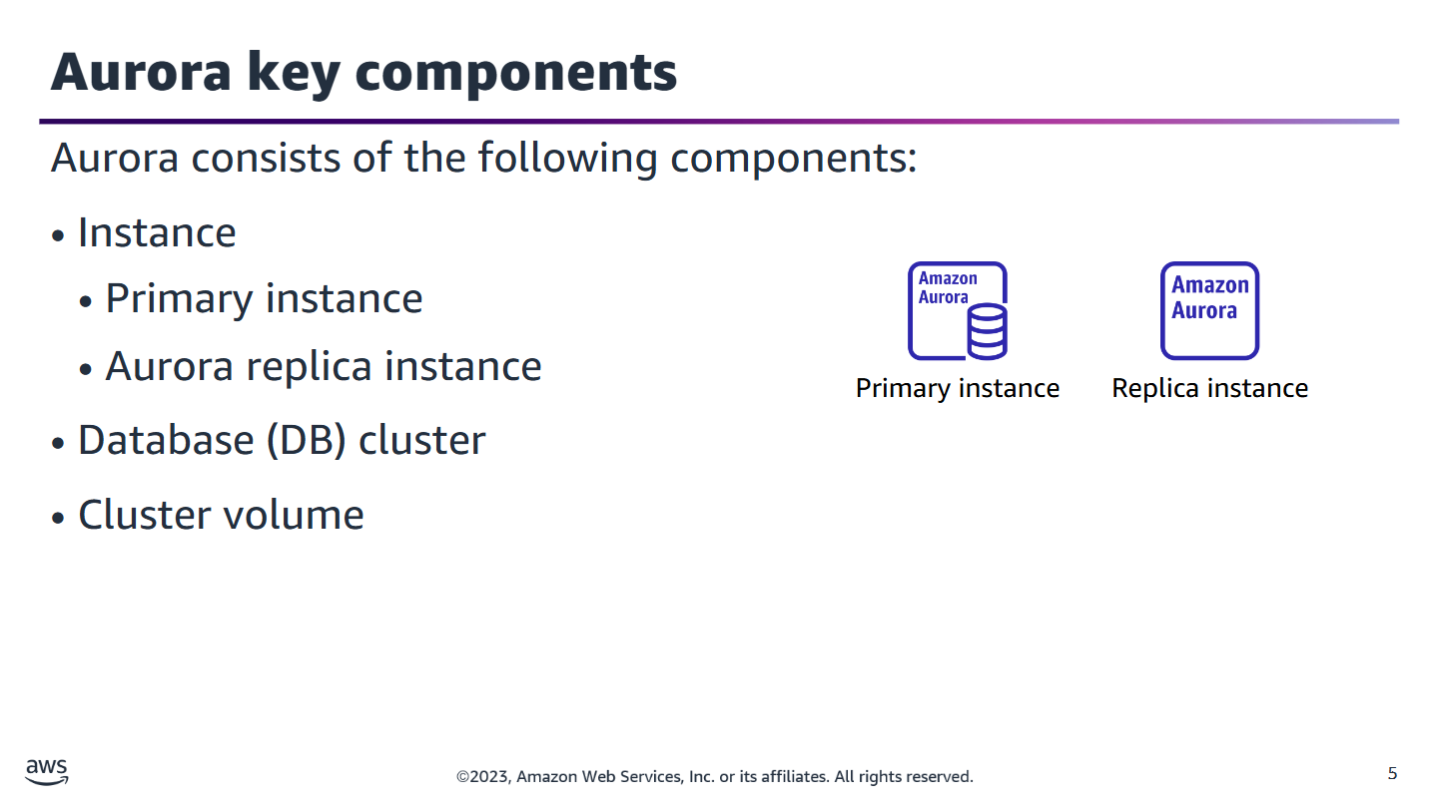 Aurora key components
Aurora consists of the following components:
• Instance
• Primary instance
• Aurora replica instance
• Database (DB) cluster
• Cluster volume
Amazon
Aurora
Primary instance
Amazon
Aurora
Replica instance
aws
©2023, Amazon Web Services, Inc. or its affiliates. All rights reserved.
5